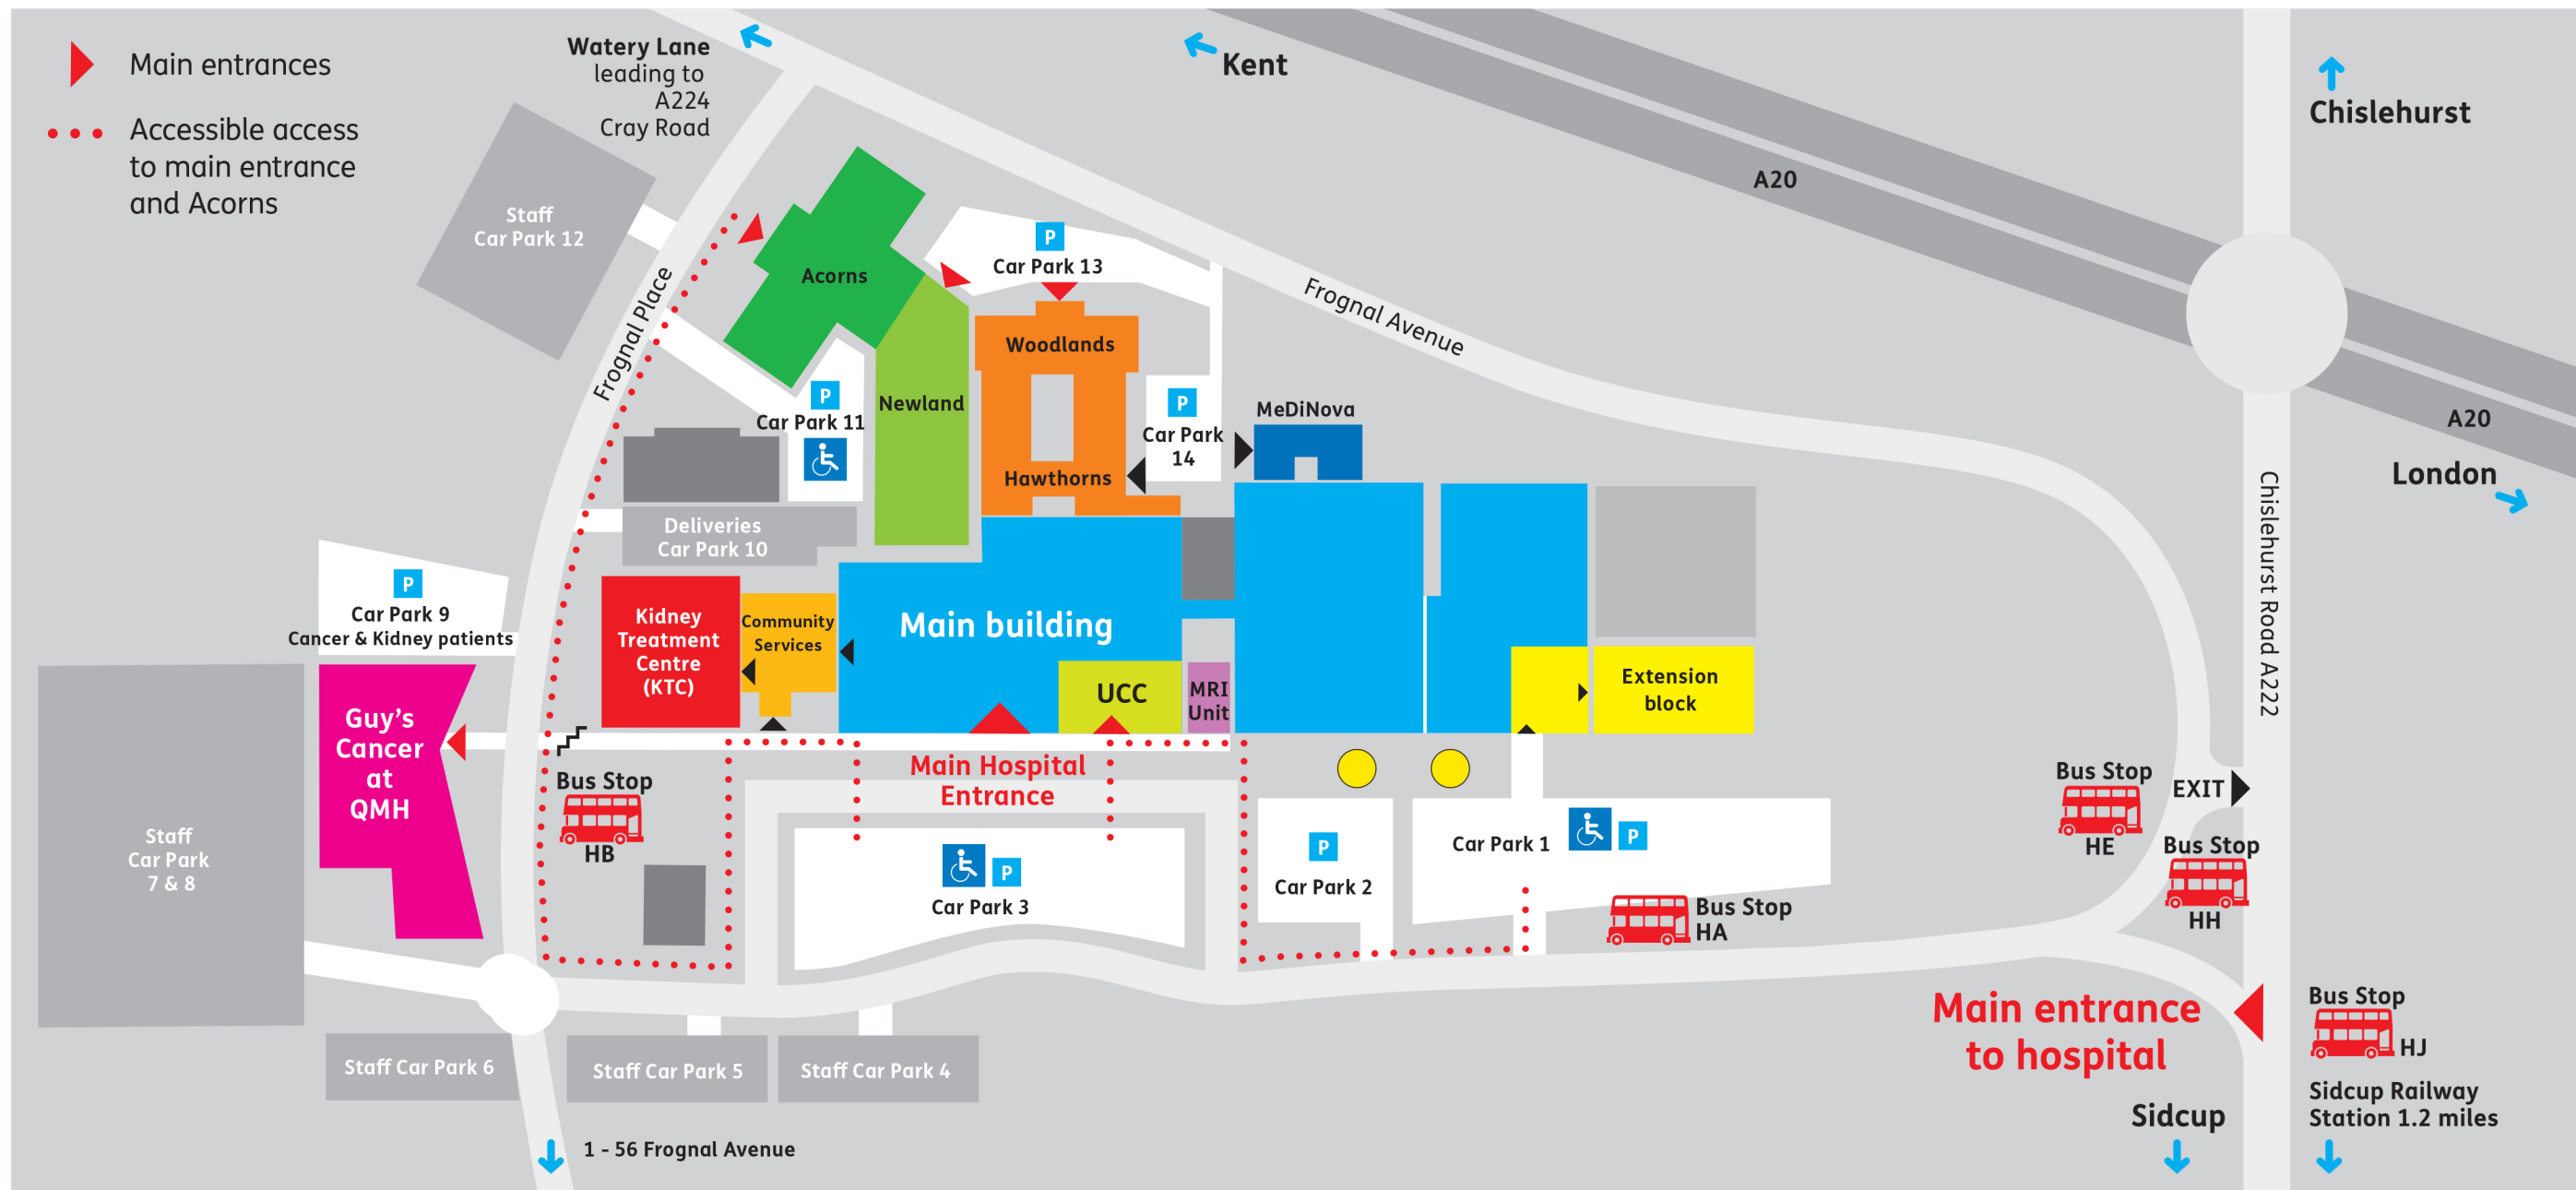 Main entrances
Accessible access
to main entrance
and Acorns
Watery Lane
leading to
A224
Cray Road
Kent
Chislehurst
A20
Staff
Car Park 12
Acorns
P
Car Park 13
Frognal Place
Frognal Avenue
Woodlands
Newland
P
Car Park 11
P
Car Park
14
MeDiNova
Hawthorns
A20
London
Chislehurst Road A222
Deliveries
Car Park 10
P
Car Park 9
Cancer & Kidney patients
Kidney
Treatment
Centre
(KTC)
Community
Services
Main building
UCC
MRI
Unit
Extension
block
Guy's
Cancer
at
QMH
Staff
Car Park
7 & 8
Main Hospital
Entrance
Bus Stop
HB
P
Car Park 3
P
Car Park 2
Car Park 1
P
Bus Stop
HA
Bus Stop
HE
EXIT
Bus Stop
HH
Main entrance
to hospital
Bus Stop
HJ
Staff Car Park 6
Staff Car Park 5
Staff Car Park 4
Sidcup
Sidcup Railway
Station 1.2 miles
1 - 56 Frognal Avenue